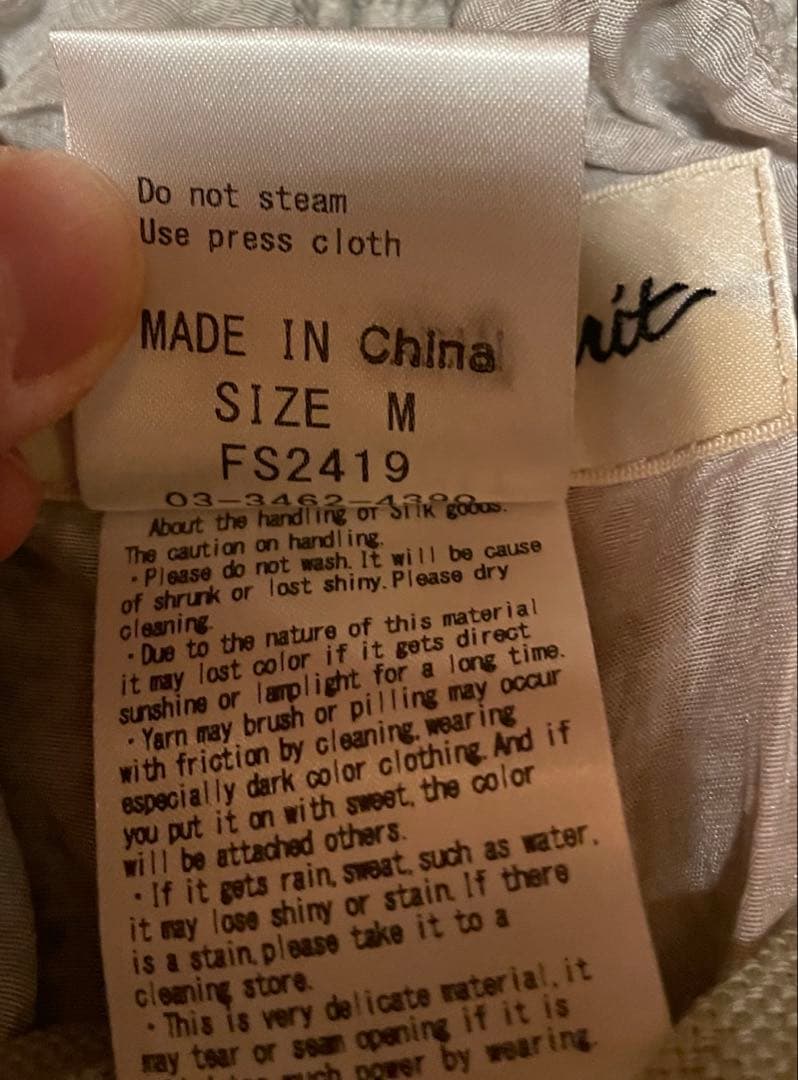 Do not steam
Use press cloth
MADE IN China
SIZE M
FS2419
rit
About the handling of silk goods.
The caution on handling.
・Please do not wash. It will be cause
of shrunk or lost shiny. Please dry
cleaning.
・Due to the nature of this material
it may lost color if it gets direct
sunshine or lamplight for a long time.
・Yarn may brush or pilling may occur
with friction by cleaning, wearing
especially dark color clothing. And if
you put it on with sweet, the color
will be attached others.
・If it gets rain, sweat, such as water,
it may lose shiny or stain. If there
is a stain, please take it to a
cleaning store.
・This is very delicate material, it
may tear or seam opening if it is
much power by wearing.